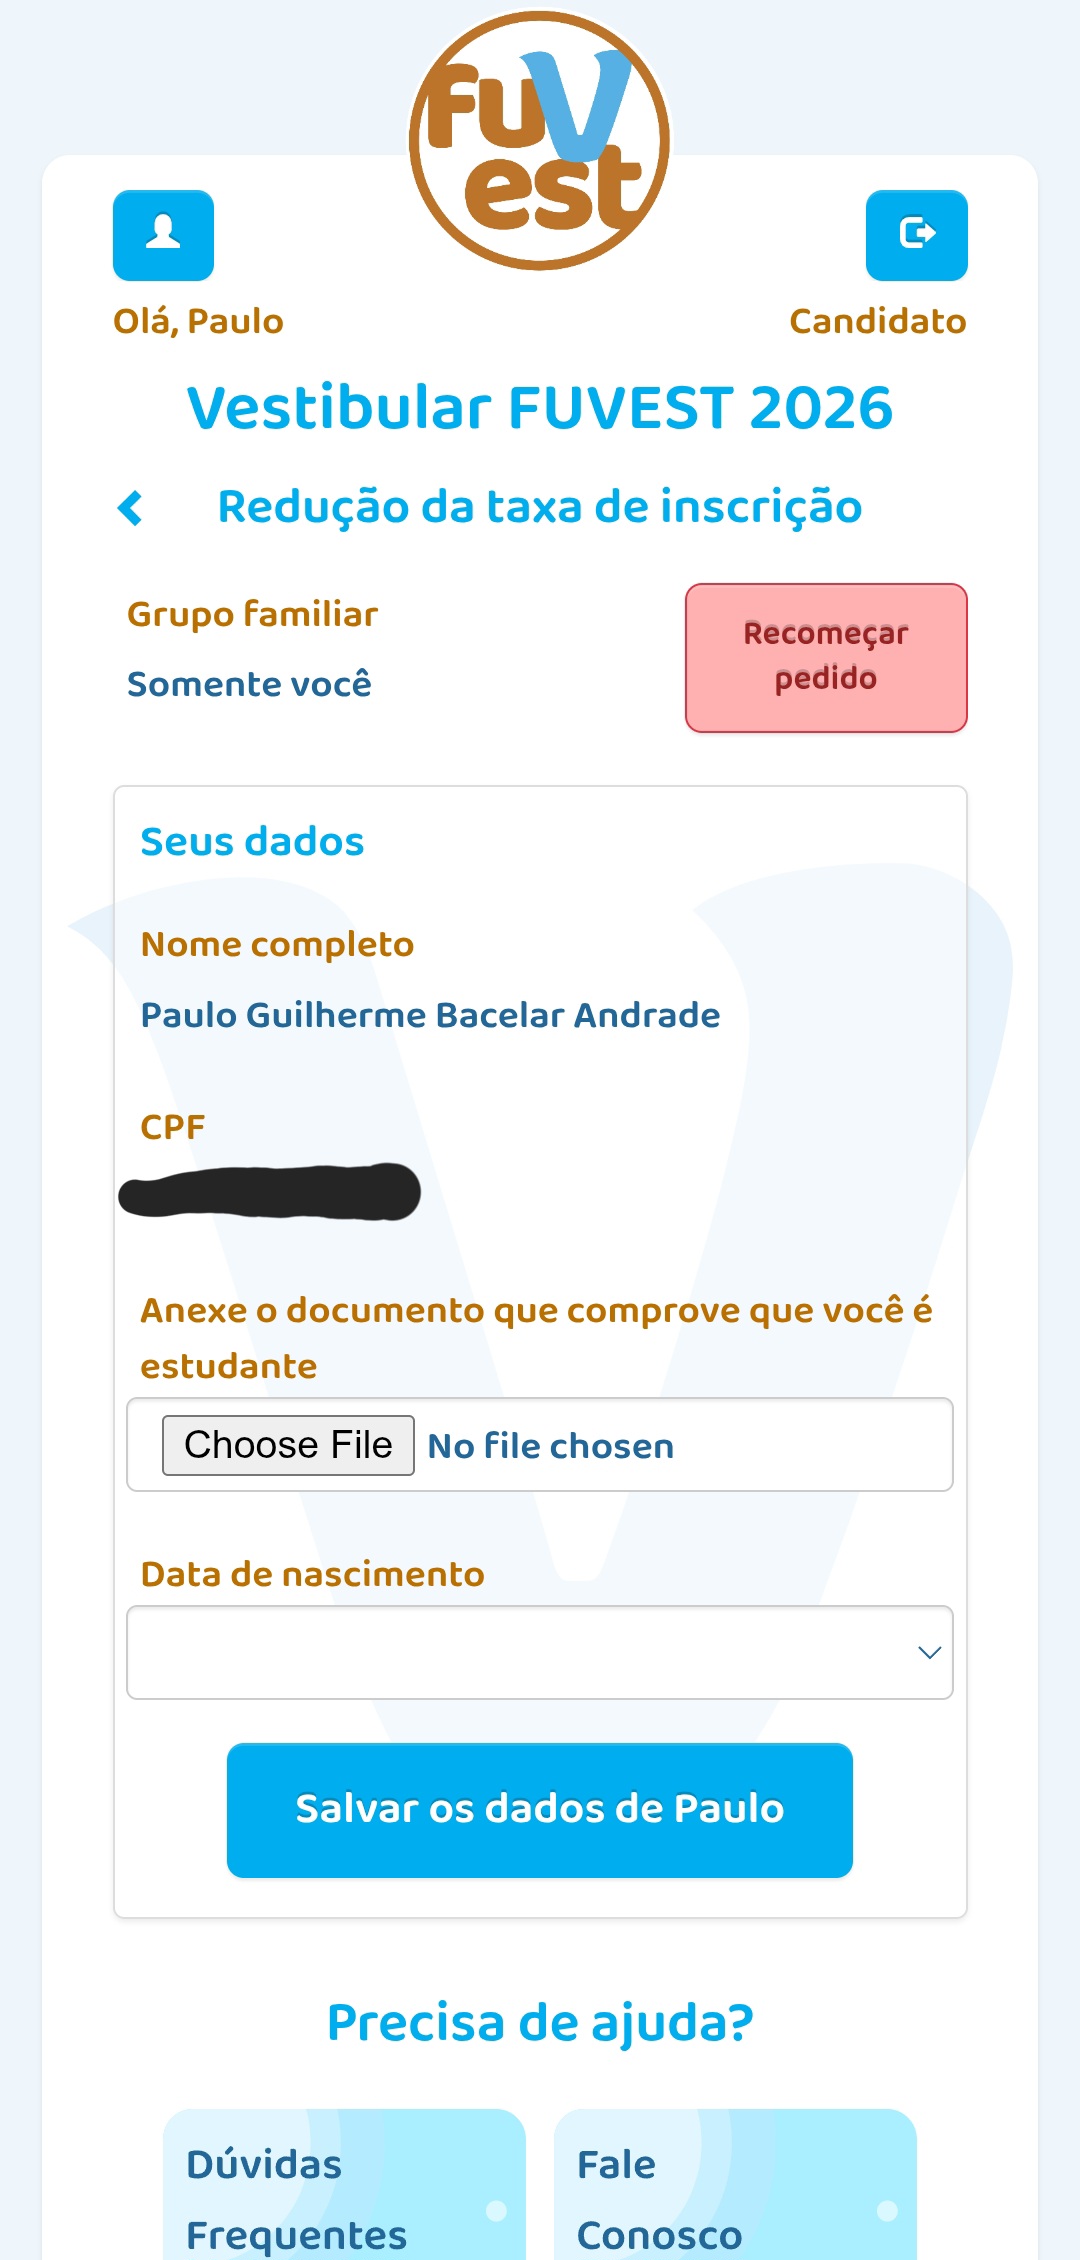 fuVest
Olá, Paulo
Candidato
Vestibular FUVEST 2026
Redução da taxa de inscrição
Grupo familiar
Somente você
Recomeçar
pedido
Seus dados
Nome completo
Paulo Guilherme Bacelar Andrade
CPF
Anexe o documento que comprove que você é
estudante
Choose File No file chosen
Data de nascimento
Salvar os dados de Paulo
Precisa de ajuda?
Dúvidas
Frequentes
Fale
Conosco